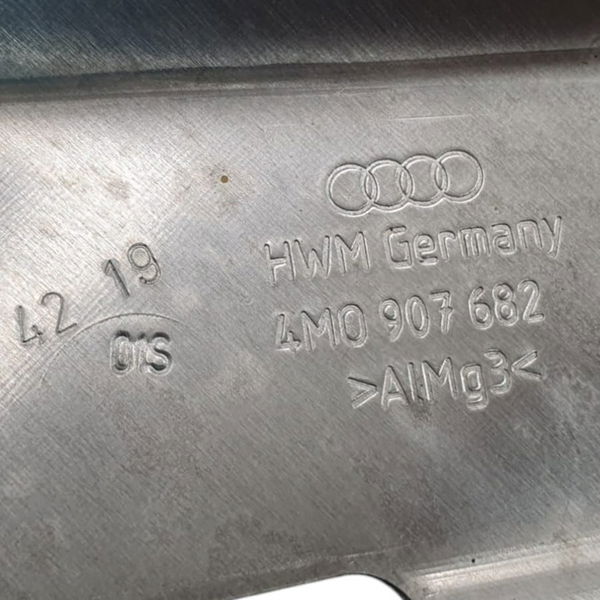 42 19
01S
HWM Germany
4M0 907 682
>AlMg3<